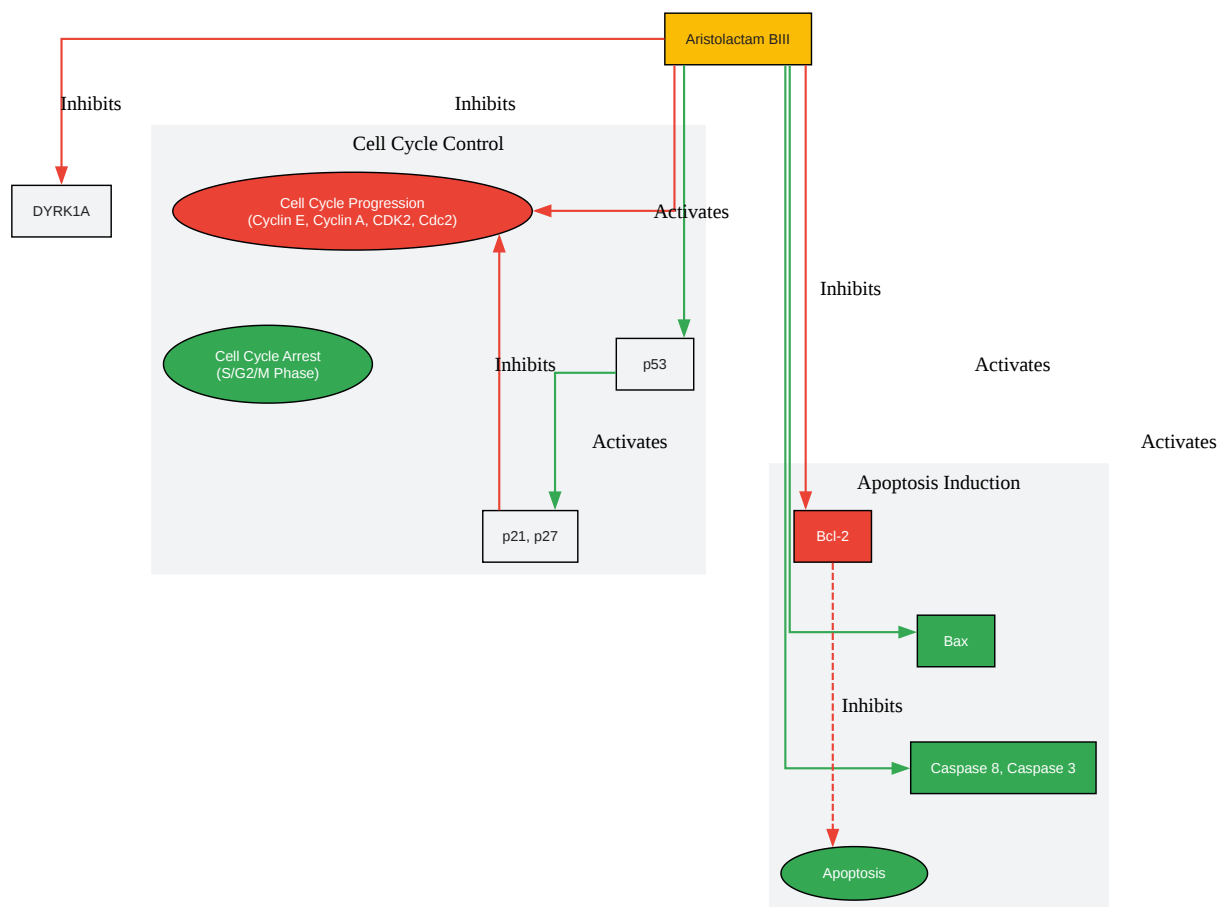 Aristolactam BIII
Inhibits
Inhibits
Cell Cycle Control
Cell Cycle Progression
(Cyclin E, Cyclin A, CDK2, Cdc2)
DYRK1A
Activates
Inhibits
Cell Cycle Arrest
(S/G2/M Phase)
Inhibits
p53
Activates
Activates
Activates
Apoptosis Induction
p21, p27
Bcl-2
Bax
Inhibits
Caspase 8, Caspase 3
Apoptosis